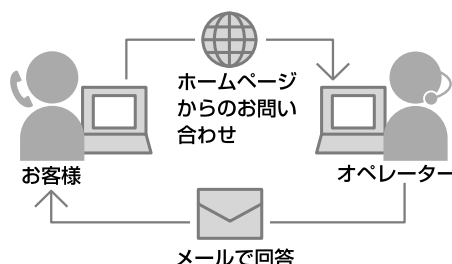 ホームページ
からのお問い
合わせ
お客様
オペレーター
メールで回答